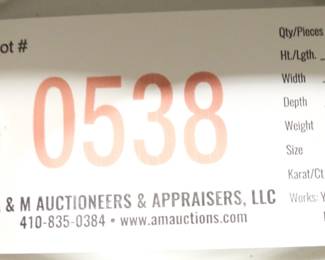 ot #
0538
& M AUCTIONEERS & APPRAISERS, LLC
410-835-0384 • www.amauctions.com
Qty/Pieces
Ht./Lgth.
Width
Depth
Weight
Size
Karat/Ct
Works: Y